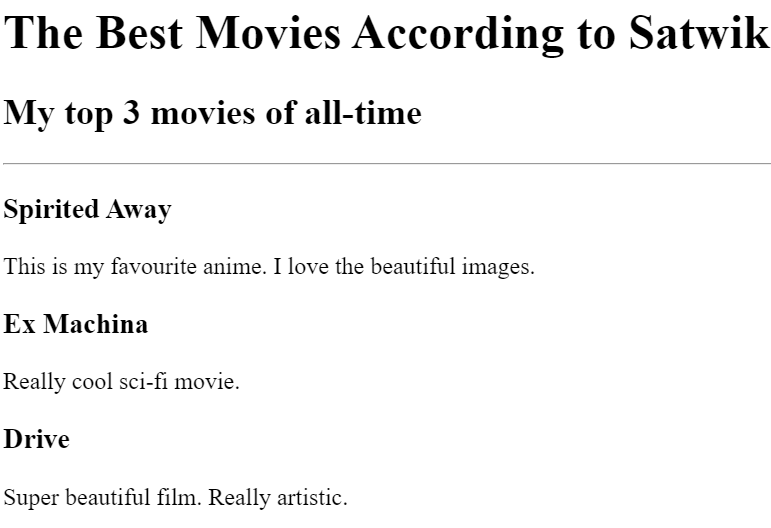 The Best Movies According to Satwik
My top 3 movies of all-time
Spirited Away
This is my favourite anime. I love the beautiful images.
Ex Machina
Really cool sci-fi movie.
Drive
Super beautiful film. Really artistic.